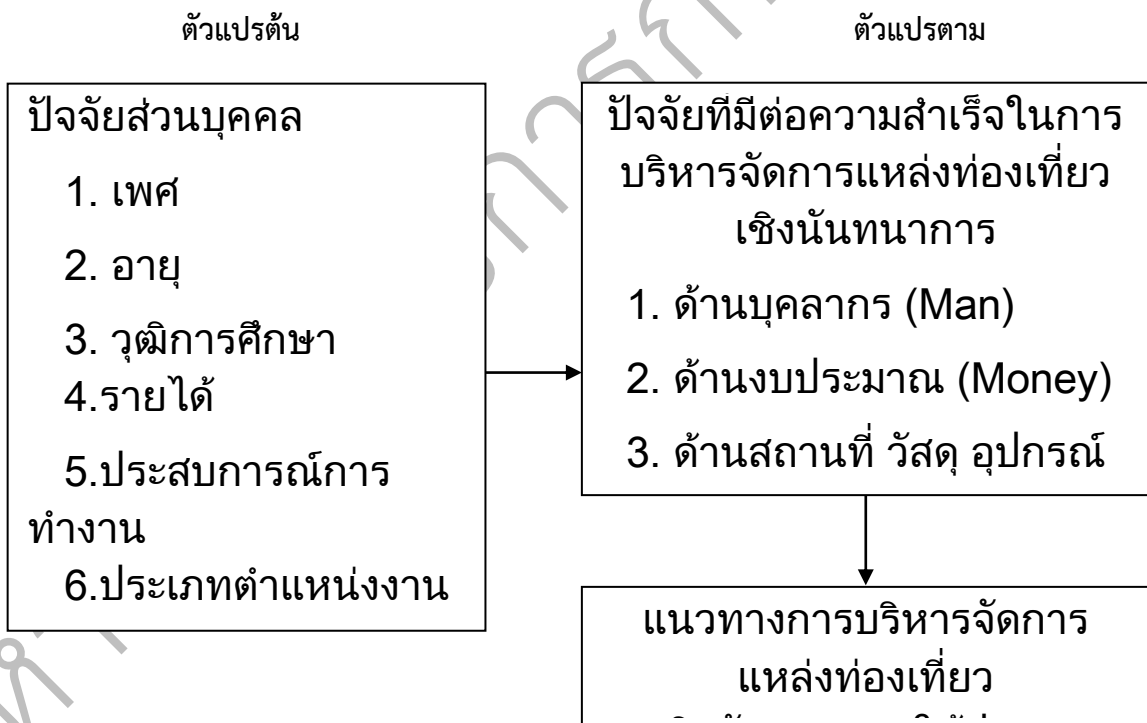 ตัวแปรต้น
ตัวแปรตาม
ปัจจัยส่วนบุคคล
1. เพศ
2. อายุ
3. วุฒิการศึกษา
4.รายได้
5.ประสบการณ์การ
ทำงาน
6.ประเภทตำแหน่งงาน
ปัจจัยที่มีต่อความสำเร็จในการ
บริหารจัดการแหล่งท่องเที่ยว
เชิงนันทนาการ
1. ด้านบุคลากร (Man)
2. ด้านงบประมาณ (Money)
3. ด้านสถานที่ วัสดุ อุปกรณ์
แนวทางการบริหารจัดการ
แหล่งท่องเที่ยว